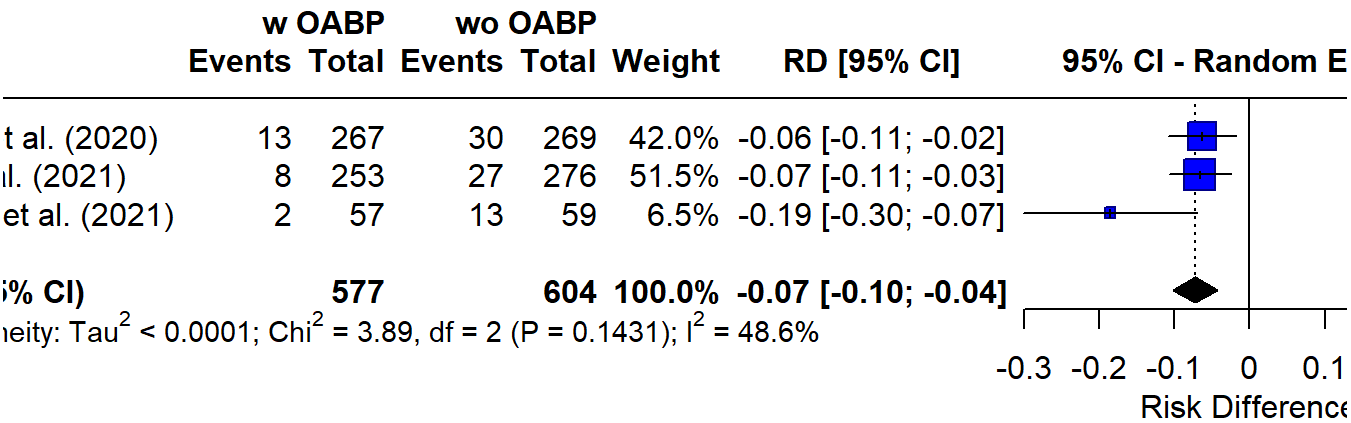 w OABP wo OABP
Events Total Events Total Weight RD [95% CI] 95% CI - Random E
t al. (2020) 13 267 30 269 42.0% -0.06 [-0.11; -0.02]
al. (2021) 8 253 27 276 51.5% -0.07 [-0.11; -0.03]
et al. (2021) 2 57 13 59 6.5% -0.19 [-0.30; -0.07]
5% CI) 577 604 100.0% -0.07 [-0.10; -0.04]
neity: Tau² < 0.0001; Chi² = 3.89, df = 2 (P = 0.1431); I² = 48.6%
-0.3 -0.2 -0.1 0 0.1
Risk Difference